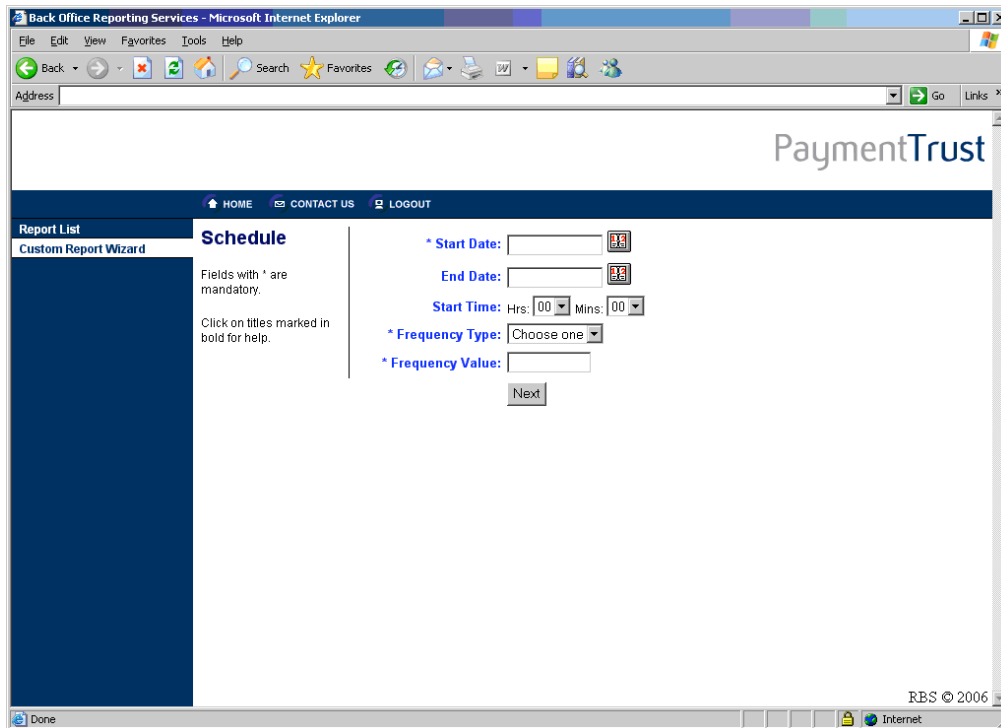 Back Office Reporting Services - Microsoft Internet Explorer
File Edit View Favorites Tools Help
Back Search Favorites
Address Go Links »
PaymentTrust
HOME CONTACT US LOGOUT
Report List
Custom Report Wizard
Schedule
Fields with * are
mandatory.
Click on titles marked in
bold for help.
* Start Date:
End Date:
Start Time: Hrs: 00 Mins: 00
* Frequency Type: Choose one
* Frequency Value:
Next
RBS © 2006
Done Internet